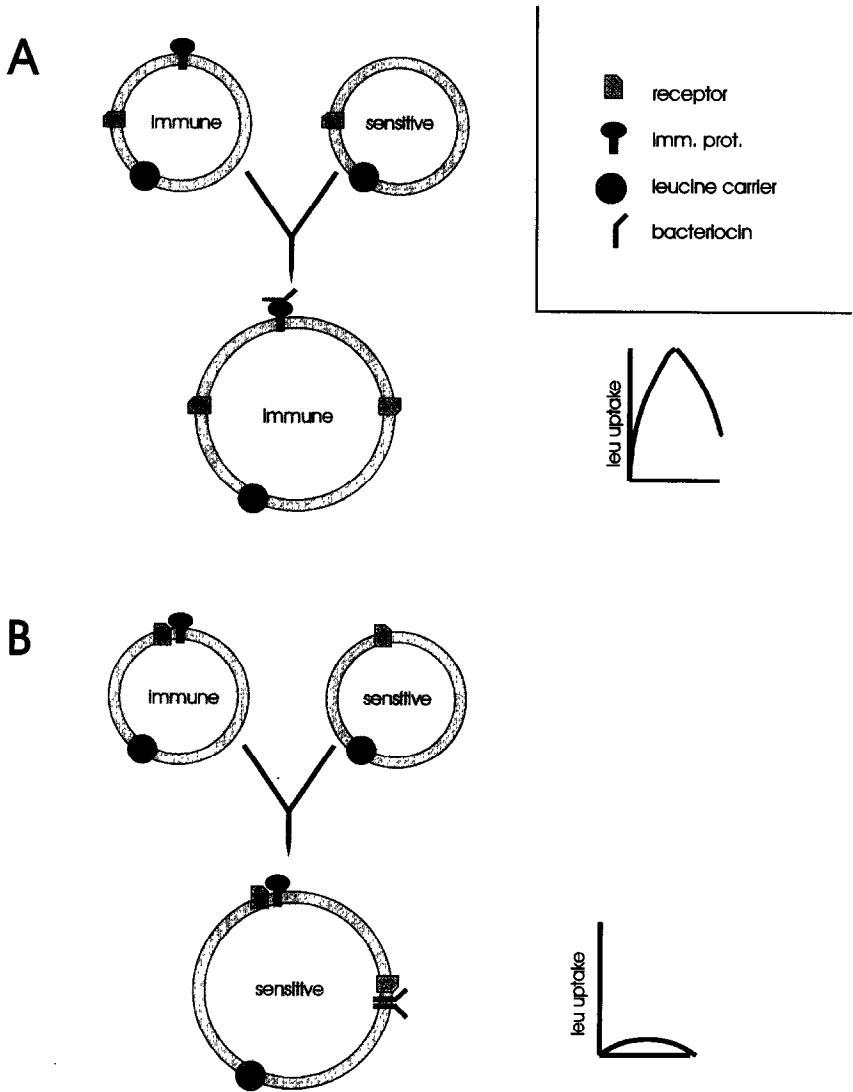 A
immune
sensitive
receptor
imm. prot.
leucine carrier
bacteriocin
immune
leu uptake
B
immune
sensitive
sensitive
leu uptake